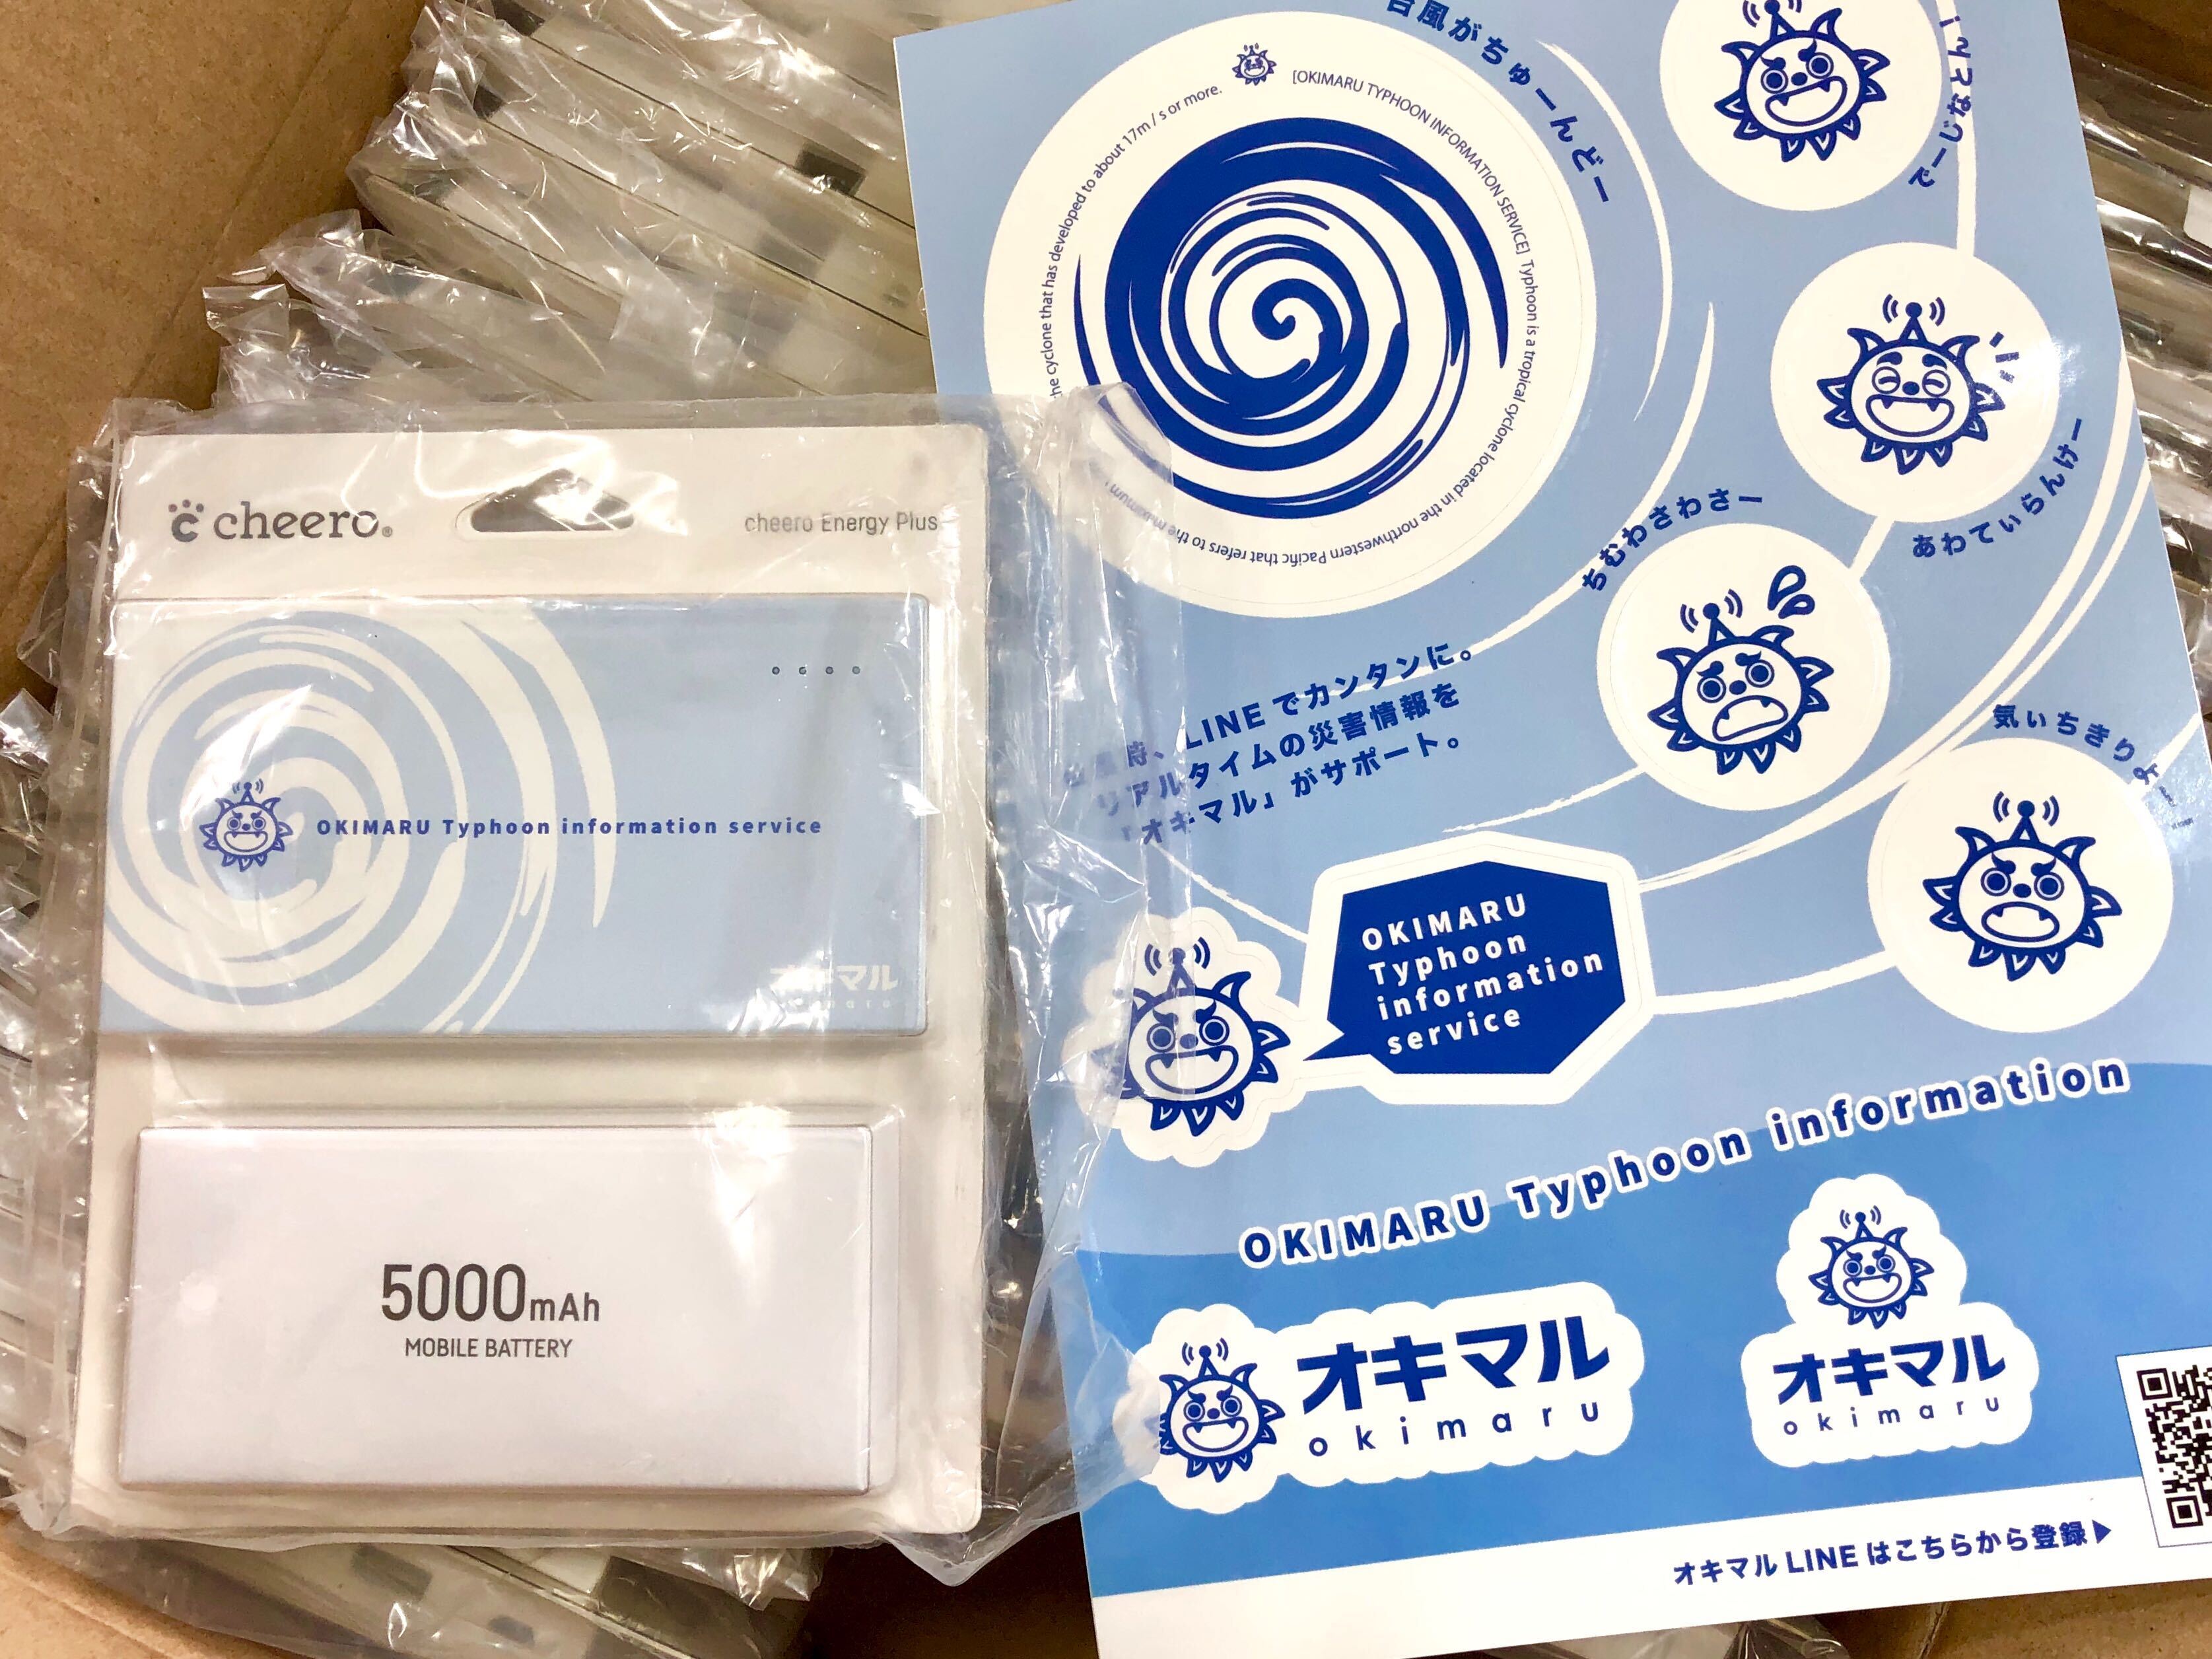 cheero
cheero Energy Plus
OKIMARU Typhoon information service
オキマル
5000mAh
MOBILE BATTERY
台風がちゅーんどー
でーじなとん!
[OKIMARU TYPHOON INFORMATION SERVICE] Typhoon is a tropical cyclone located in the northwestern Pacific that refers to the maximum
the cyclone that has developed to about 17m / s or more.
あわてぃらんけー
ちむわさわさー
気ぃちきりよー
時、LINEでカンタンに。
リアルタイムの災害情報を
「オキマル」がサポート。
OKIMARU
Typhoon
information
service
OKIMARU Typhoon information
オキマル
okimaru
オキマル
okimaru
オキマルLINEはこちらから登録▶